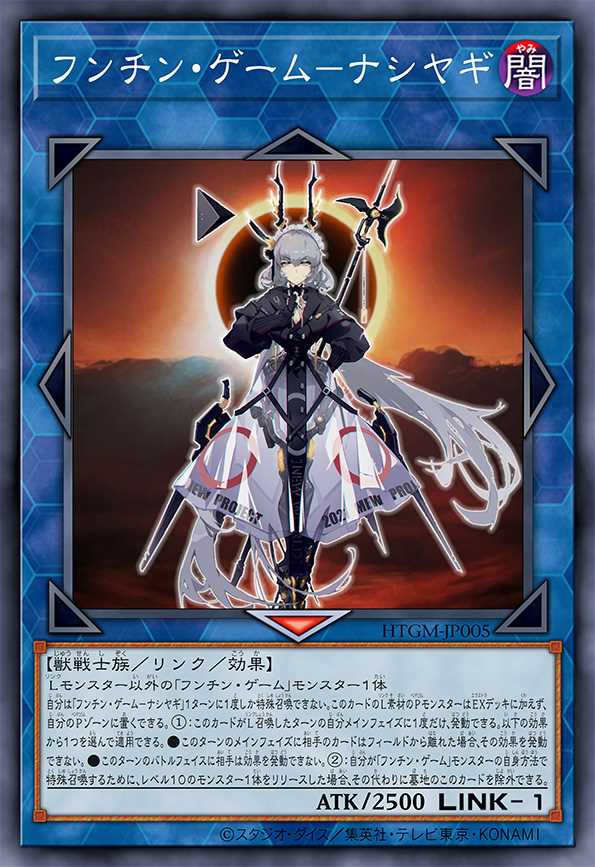 フンチン・ゲームーナシヤギ
やみ
闇
NEW PROJECT
HTGM-JP005
【獣戦士族／リンク／効果】
Lモンスター以外の「フンチン・ゲーム」モンスター1体
自分は「フンチン・ゲームーナシヤギ」1ターンに1度しか特殊召喚できない。このカードのL素材のPモンスターはEXデッキに加えず、
自分のPゾーンに置くできる。①：このカードがL召喚したターンの自分メインフェイズに1度だけ、発動できる。以下の効果
から1つを選んで適用できる。●このターンのメインフェイズに相手のカードはフィールドから離れた場合、その効果を発動
できない。●このターンのバトルフェイズに相手は効果を発動できない。②：自分が「フンチン・ゲーム」モンスターの自身方法で
特殊召喚するために、レベル10のモンスター1体をリリースした場合、その代わりに墓地のこのカードを除外できる。
ATK/2500 LINK-1
©スタジオ・ダイス／集英社・テレビ東京・KONAMI